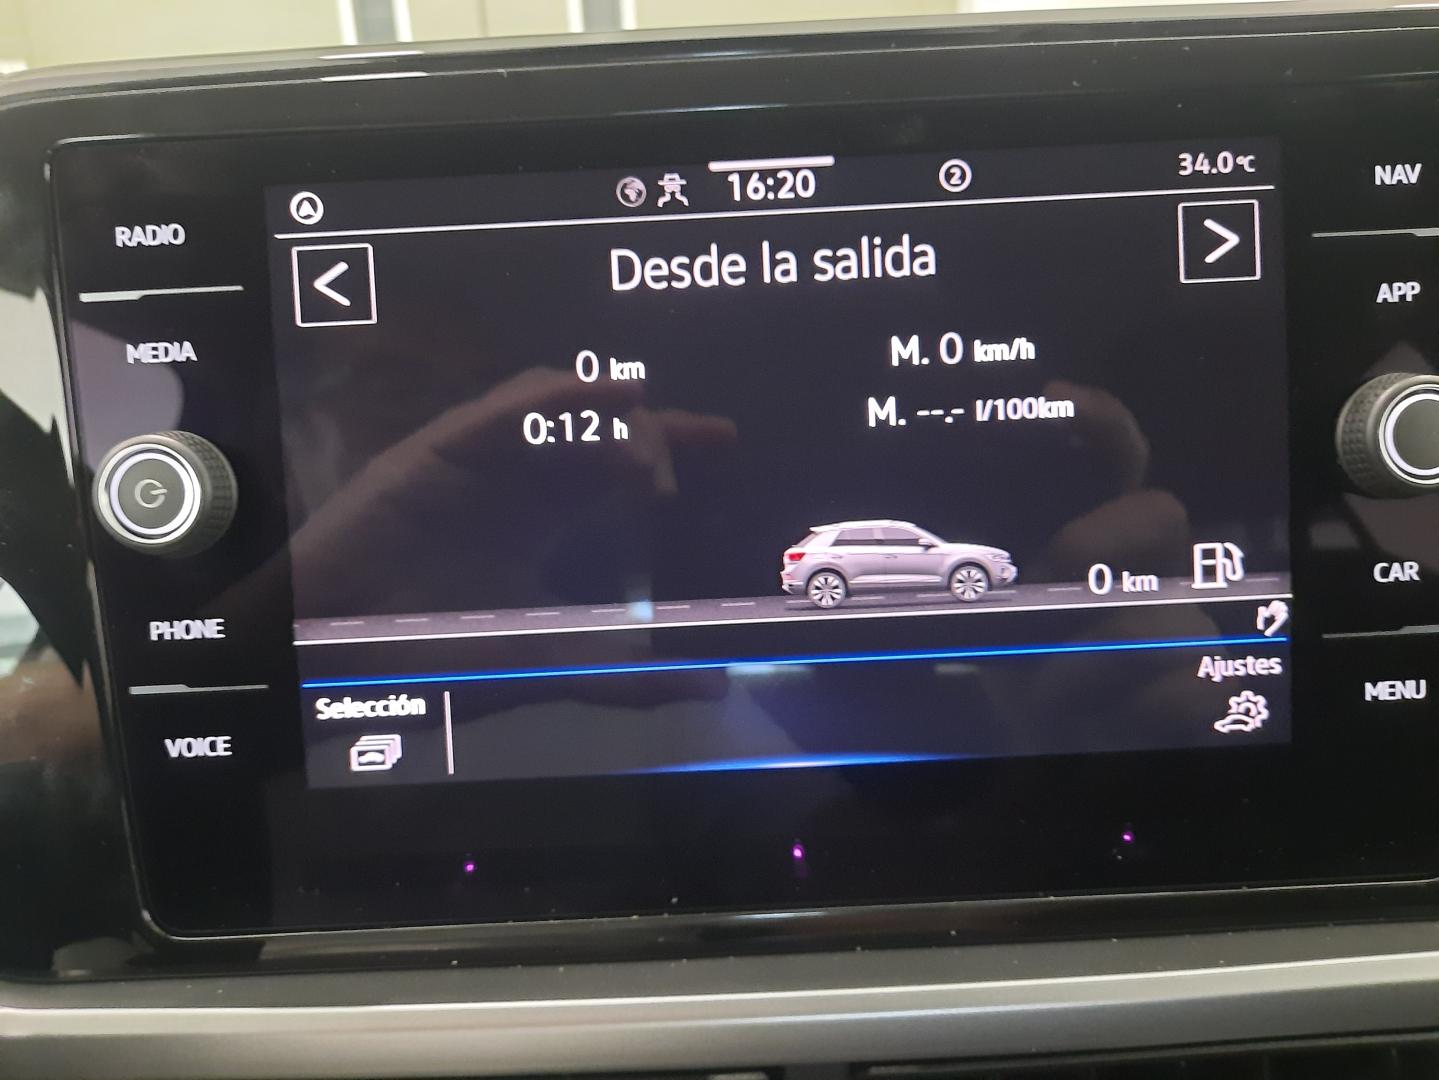 16:20
2
34.0°C
NAV
RADIO
Desde la salida
APP
MEDIA
0 km
M. 0 km/h
0:12 h
M. --.- l/100km
0 km
CAR
PHONE
Ajustes
MENU
Selección
VOICE